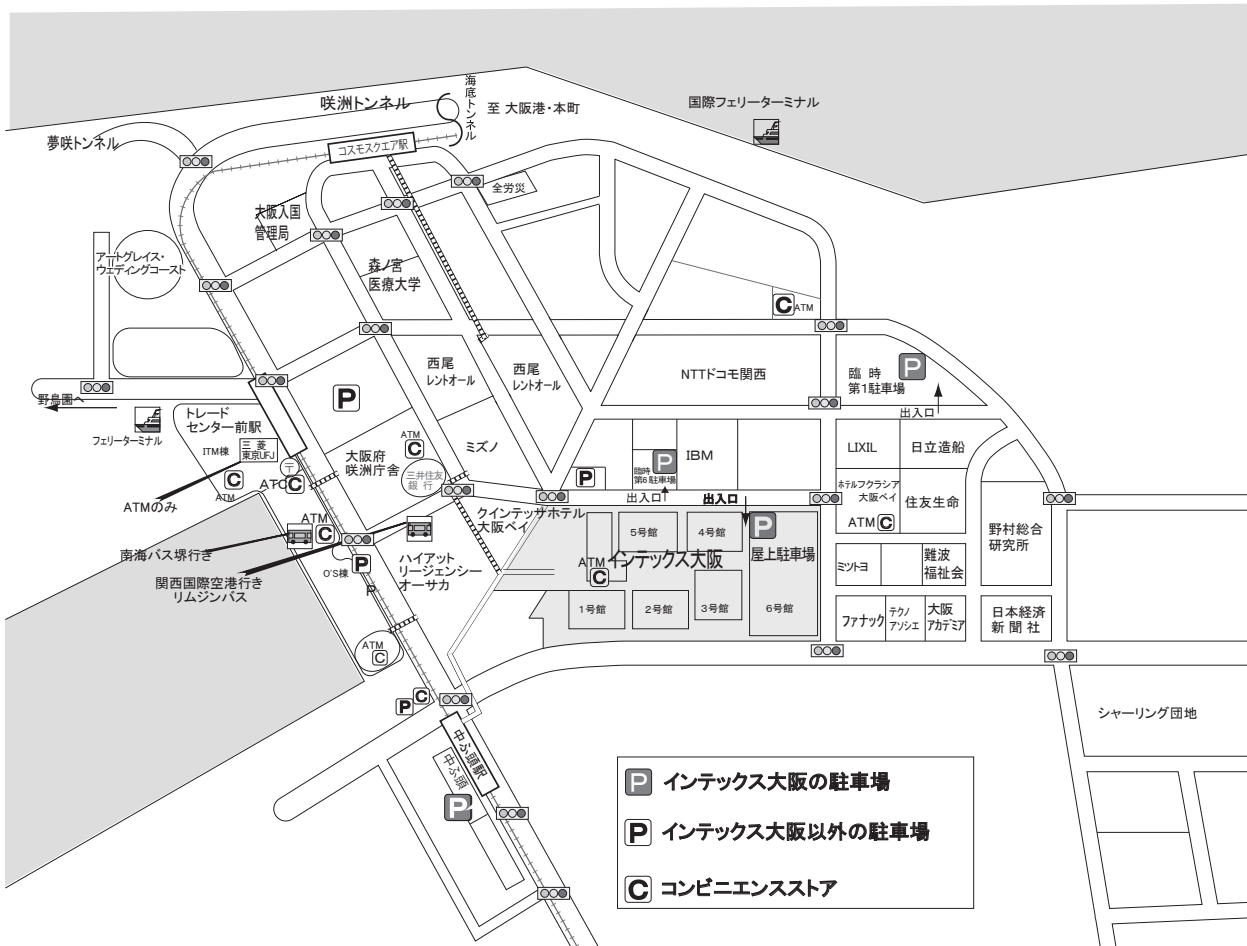 咲洲トンネル
海底トンネル
至 大阪港・本町
国際フェリーターミナル
夢咲トンネル
コスモスクエア駅
全労災
大阪入国
管理局
アートグレイス・
ウェディングコースト
森ノ宮
医療大学
C ATM
西尾
レントオール
西尾
レントオール
NTTドコモ関西
臨 時
第1駐車場
P
出入口
野鳥園へ
フェリーターミナル
トレード
センター前駅
P
ITM棟
三 菱
東京UFJ
〒
ATC
C
C
ATM
ATMのみ
大阪府
咲洲庁舎
ATM
C
ミズノ
三井住友
銀 行
P
臨時
第6駐車場
P
IBM
出入口
出入口
LIXIL
日立造船
ホテルフクラシア
大阪ベイ
ATM C
住友生命
クインテッサホテル
大阪ベイ
5号館
4号館
P
屋上駐車場
インテックス大阪
ATM
C
1号館
2号館
3号館
6号館
野村総合
研究所
ミツトヨ
難波
福祉会
ファナック
テクノ
アソシエ
大阪
アカデミア
日本経済
新 聞 社
南海バス堺行き
ATM
C
関西国際空港行き
リムジンバス
O'S棟
P
P
ハイアット
リージェンシー
オーサカ
ATM
C
P
C
シャーリング団地
中ふ頭駅
中ふ頭
P
P インテックス大阪の駐車場
P インテックス大阪以外の駐車場
C コンビニエンスストア